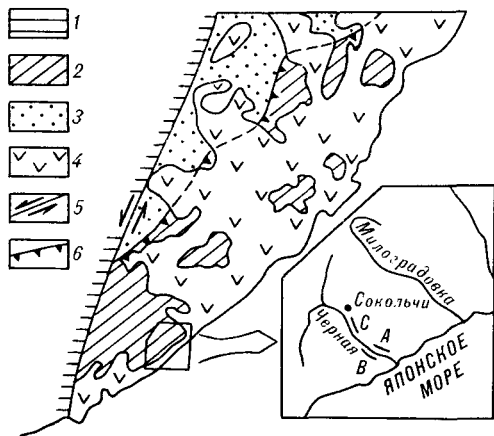 1
2
3
4
5
6
Милоградовка
Сокольчи
Черная
С
А
В
ЯПОНСКОЕ
МОРЕ